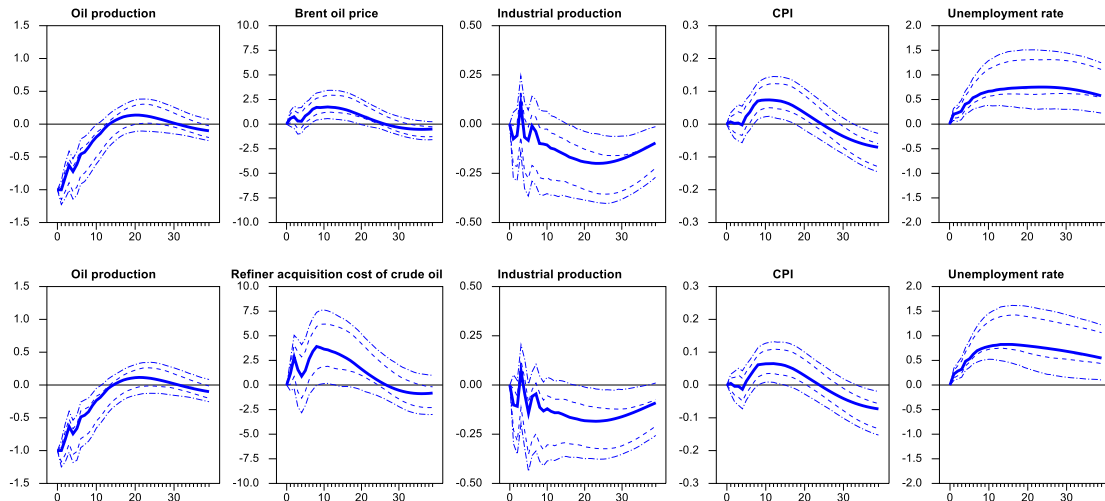 Oil production Brent oil price Industrial production CPI Unemployment rate
1.5 10.0 0.50 0.3 2.0
1.0 7.5 0.2 1.5
0.5 5.0 0.25 0.1 1.0
2.5 0.5
0.0 0.0 0.00 0.0 0.0
-0.5 -2.5 -0.1 -0.5
-1.0 -5.0 -0.25 -0.2 -1.0
-7.5 -1.5
-1.5 -10.0 -0.50 -0.3 -2.0
0 10 20 30 0 10 20 30 0 10 20 30 0 10 20 30 0 10 20 30
Oil production Refiner acquisition cost of crude oil Industrial production CPI Unemployment rate
1.5 10.0 0.50 0.3 2.0
1.0 7.5 0.2 1.5
0.5 5.0 0.25 0.1 1.0
2.5 0.5
0.0 0.0 0.00 0.0 0.0
-0.5 -2.5 -0.1 -0.5
-1.0 -5.0 -0.25 -0.2 -1.0
-7.5 -1.5
-1.5 -10.0 -0.50 -0.3 -2.0
0 10 20 30 0 10 20 30 0 10 20 30 0 10 20 30 0 10 20 30